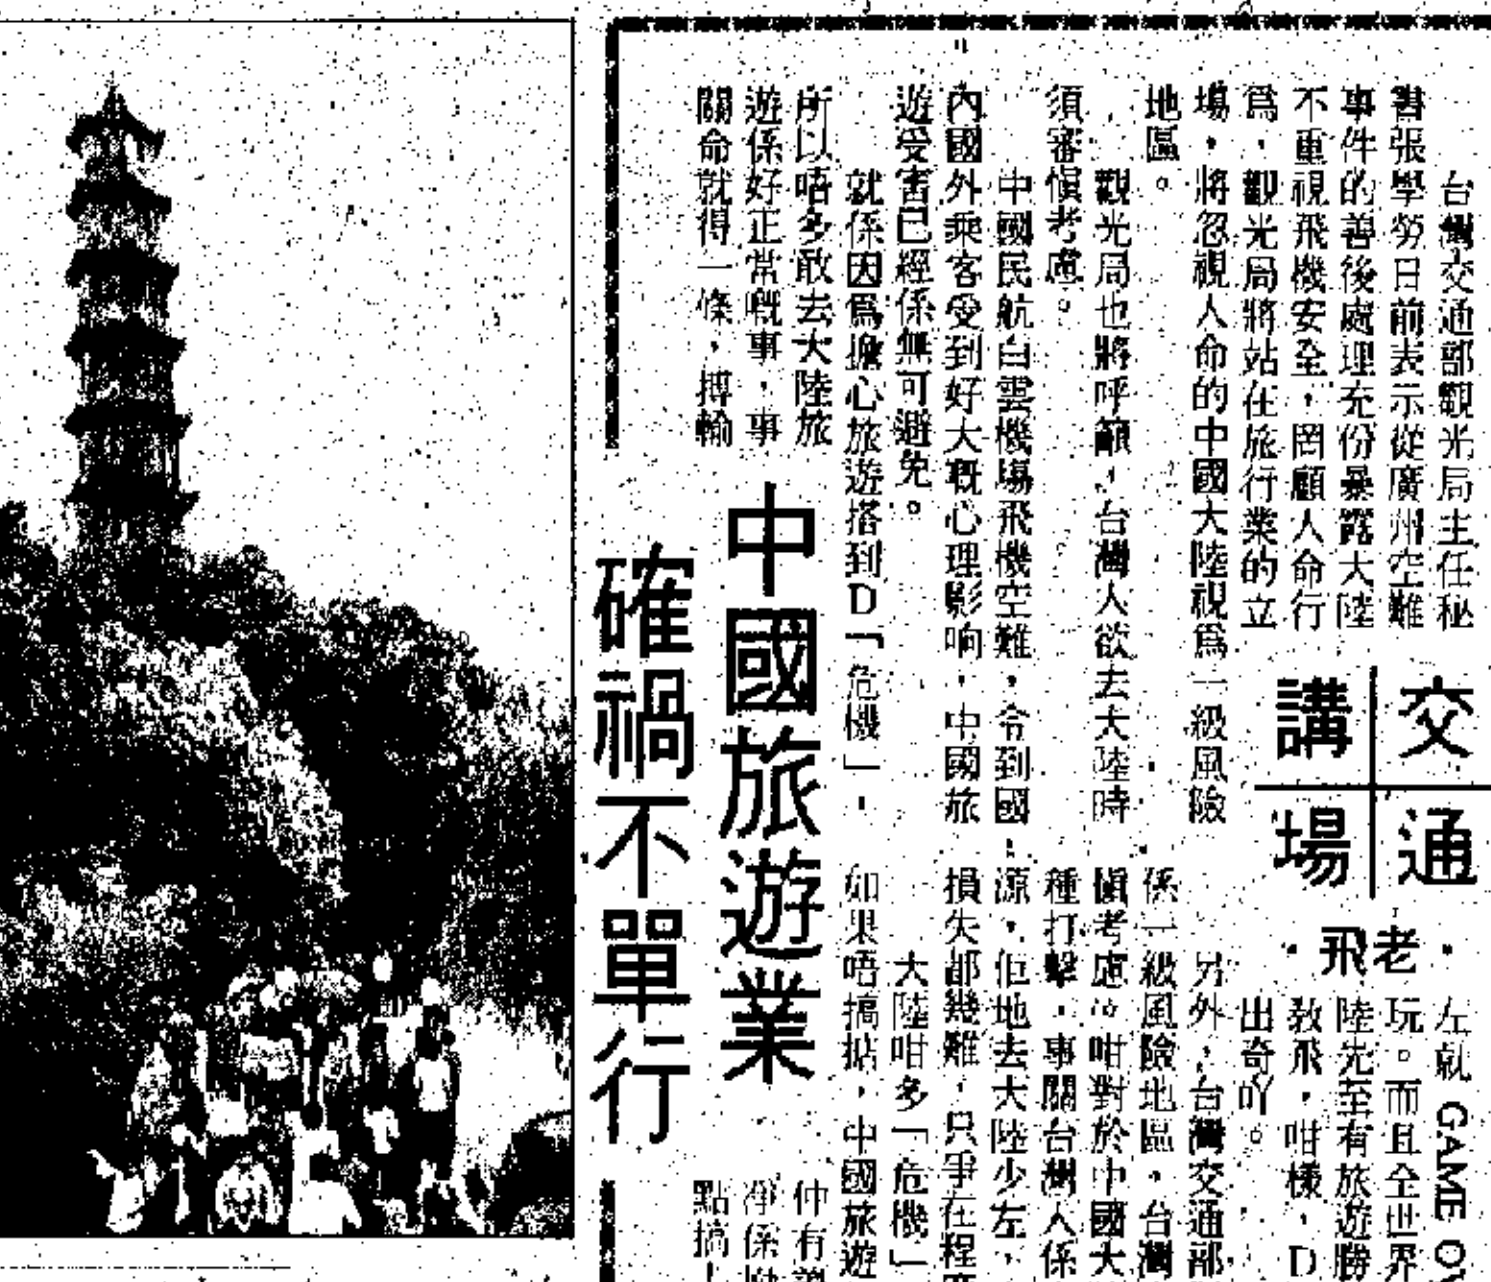 台灣交通部觀光局主任秘
書張學勞日前表示從廣州空難
事件的善後處理充份暴露大陸
不重視飛機安全，罔顧人命行
爲，觀光局將站在旅行業的立
場，將忽視人命的中國大陸視爲一級風險
地區。
觀光局也將呼籲，台灣人欲去大陸時
須審愼考慮。
中國民航白雲機場飛機空難，令到國
內國外乘客受到好大嘅心理影响，中國旅
遊受害已經係無可避免。
就係因爲擔心旅遊搭到D「危機」，
所以唔多敢去大陸旅
遊係好正常嘅事，事
關命就得一條，搏輸
交通
講場
·老飛·
中國旅遊業
確禍不單行
左就GAME
玩。而且全世界
陸先至有旅遊勝
教飛，咁樣，D
出奇吖。
另外，台灣交通部
係一級風險地區，台灣
愼考慮。咁對於中國大
種打擊，事關台灣人係
源，佢地去大陸少左，
損失都幾難，只爭在程
大陸咁多「危機」
如果唔搞掂，中國旅遊
仲有
淨係
點搞